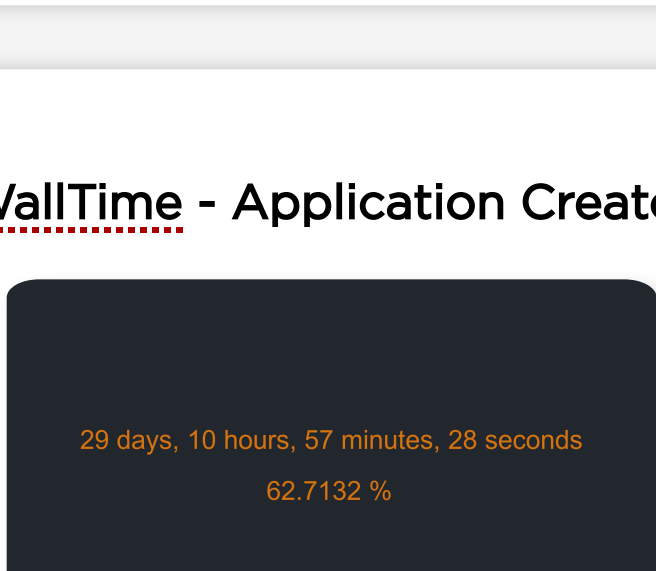 WallTime - Application Create
29 days, 10 hours, 57 minutes, 28 seconds
62.7132 %